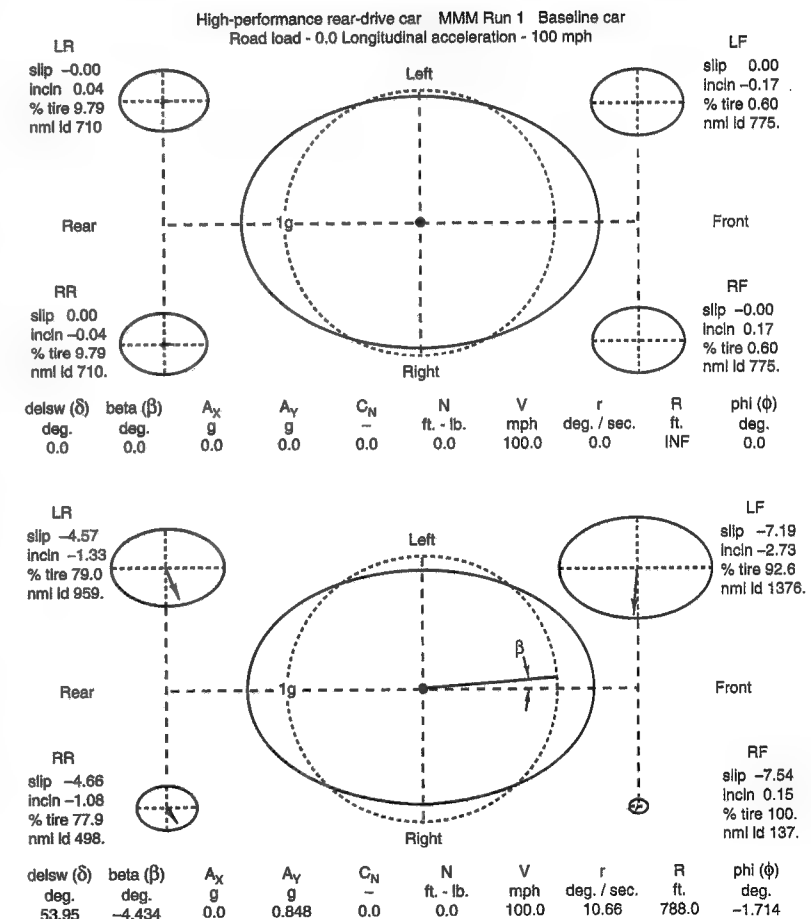 High-performance rear-drive car MMM Run 1 Baseline car
Road load - 0.0 Longitudinal acceleration - 100 mph
LR
slip -0.00
incln 0.04
% tire 9.79
nml ld 710
Left
LF
slip 0.00
incln -0.17
% tire 0.60
nml ld 775.
Rear
1g
Front
RR
slip 0.00
incln -0.04
% tire 9.79
nml ld 710.
Right
RF
slip -0.00
incln 0.17
% tire 0.60
nml ld 775.
delsw (δ) beta (β) AX AY CN N V r R phi (ϕ)
deg. deg. g g – ft. - lb. mph deg. / sec. ft. deg.
0.0 0.0 0.0 0.0 0.0 0.0 100.0 0.0 INF 0.0
LR
slip -4.57
incln -1.33
% tire 79.0
nml ld 959.
Left
LF
slip -7.19
incln -2.73
% tire 92.6
nml ld 1376.
β
Rear
1g
Front
RR
slip -4.66
incln -1.08
% tire 77.9
nml ld 498.
Right
RF
slip -7.54
incln 0.15
% tire 100.
nml ld 137.
delsw (δ) beta (β) AX AY CN N V r R phi (ϕ)
deg. deg. g g – ft. - lb. mph deg. / sec. ft. deg.
53.95 -4.434 0.0 0.848 0.0 0.0 100.0 10.66 788.0 -1.714